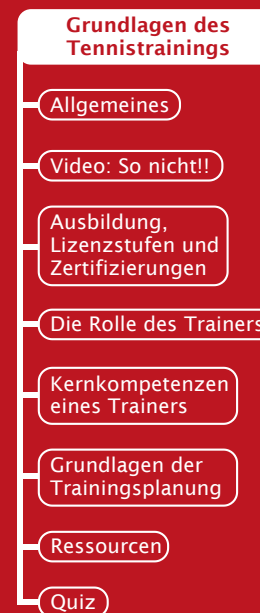 Grundlagen des
Tennistrainings
Allgemeines
Video: So nicht!!
Ausbildung,
Lizenzstufen und
Zertifizierungen
Die Rolle des Trainers
Kernkompetenzen
eines Trainers
Grundlagen der
Trainingsplanung
Ressourcen
Quiz